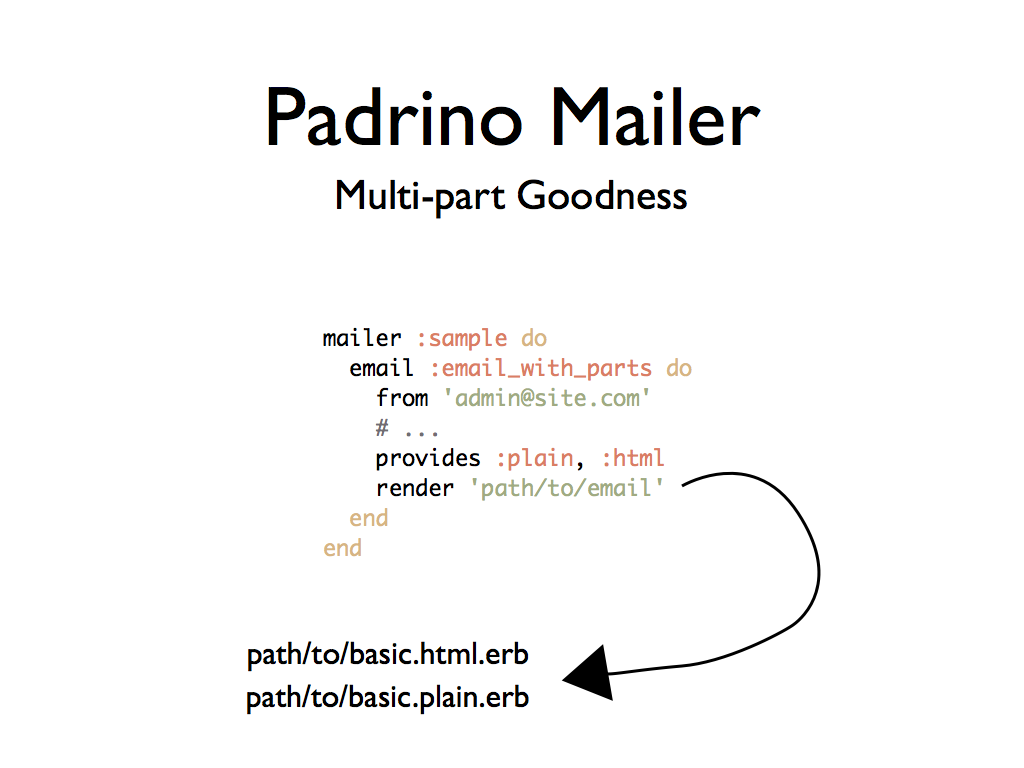 Padrino Mailer
Multi-part Goodness
mailer :sample do
  email :email_with_parts do
    from 'admin@site.com'
    # ...
    provides :plain, :html
    render 'path/to/email'
  end
end
path/to/basic.html.erb
path/to/basic.plain.erb